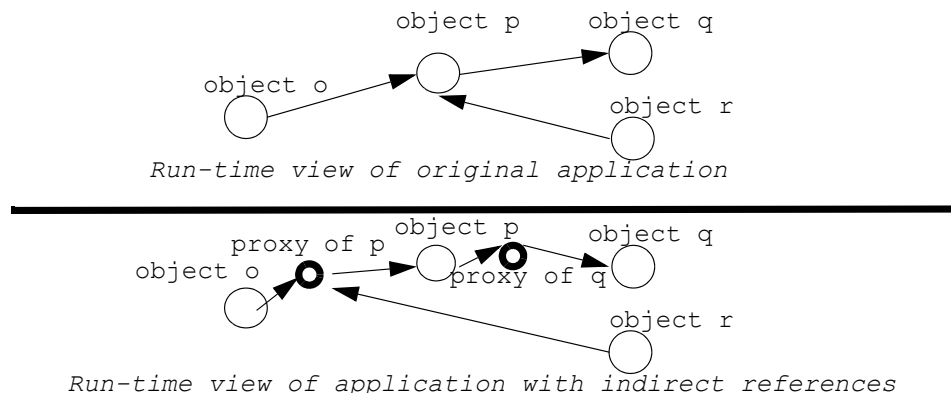 object p
object q
object o
object r
Run-time view of original application
object p
object q
proxy of p
object o
proxy of q
object r
Run-time view of application with indirect references